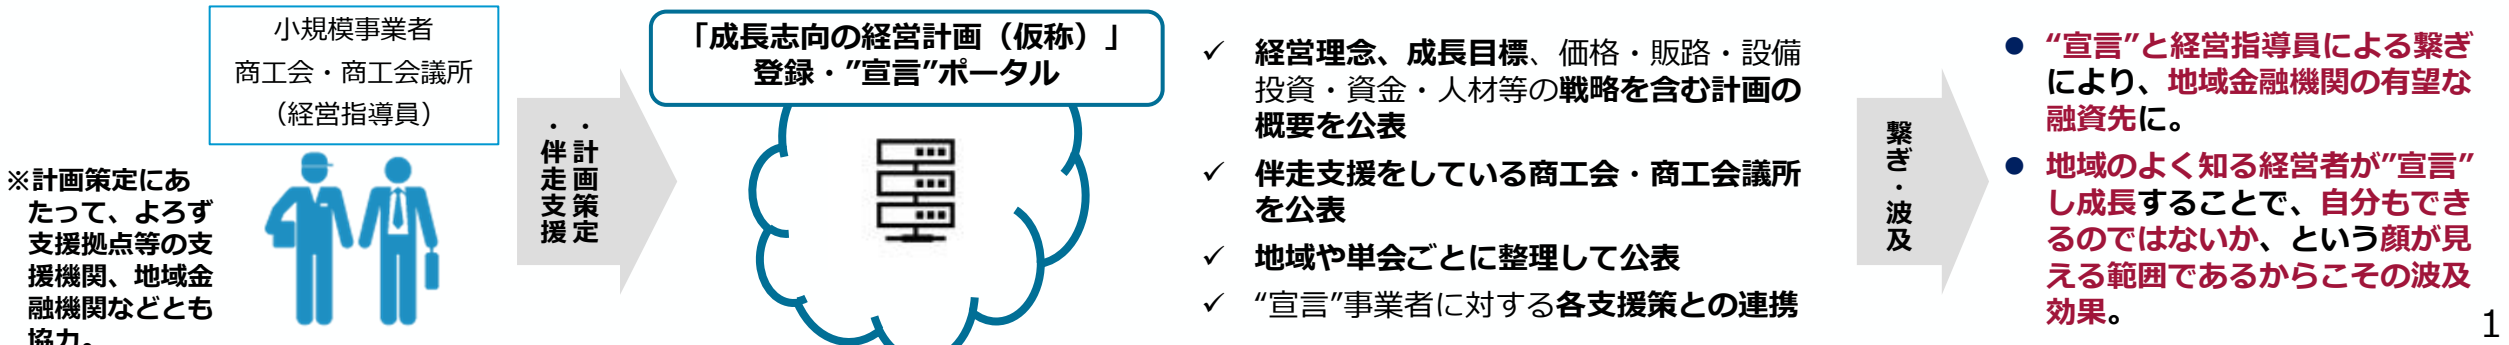 小規模事業者
商工会・商工会議所
（経営指導員）
※計画策定にあ
たって、よろず
支援拠点等の支
援機関、地域金
融機関などとも
協力。
・計画策定
・伴走支援
「成長志向の経営計画（仮称）」
登録・”宣言”ポータル
✓ 経営理念、成長目標、価格・販路・設備
投資・資金・人材等の戦略を含む計画の
概要を公表
✓ 伴走支援をしている商工会・商工会議所
を公表
✓ 地域や単会ごとに整理して公表
✓ “宣言”事業者に対する各支援策との連携
繋ぎ・波及
● “宣言”と経営指導員による繋ぎ
により、地域金融機関の有望な
融資先に。
● 地域のよく知る経営者が”宣言”
し成長することで、自分もでき
るのではないか、という顔が見
える範囲であるからこその波及
効果。
1